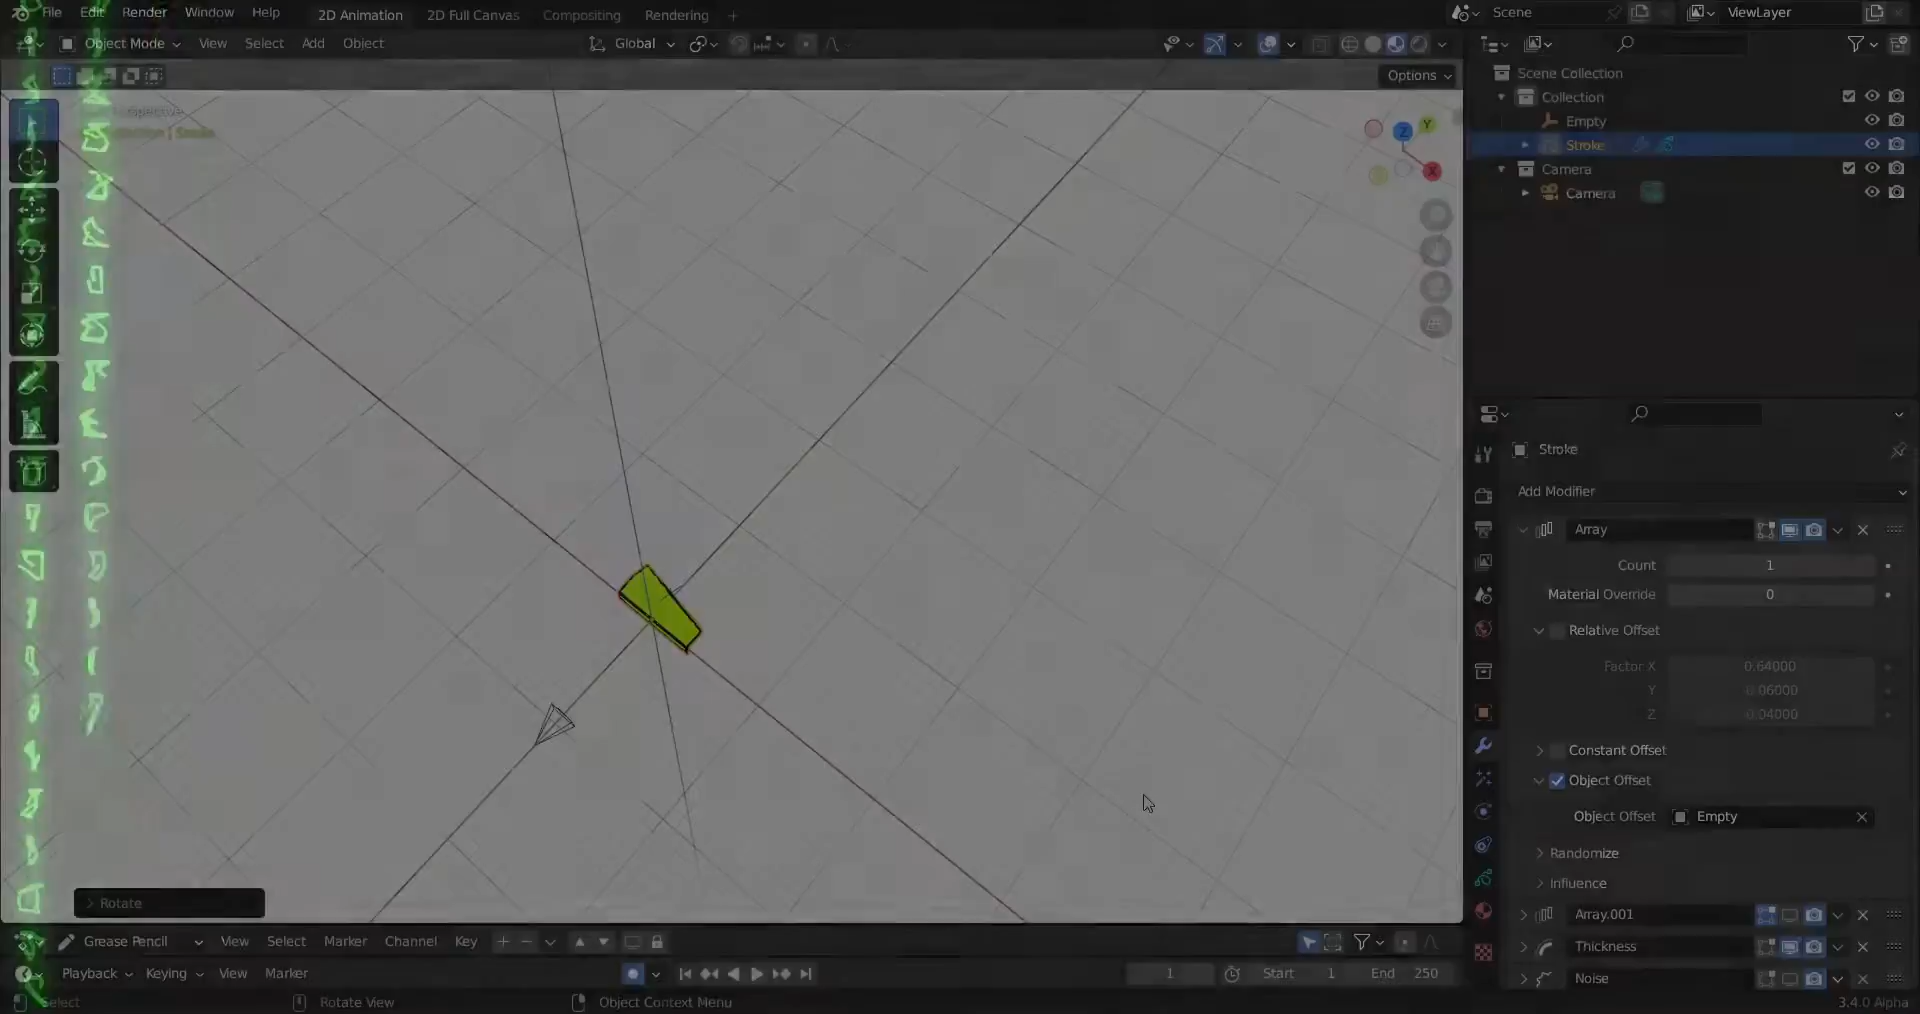 File Edit Render Window Help 2D Animation 2D Full Canvas Compositing Rendering + Scene ViewLayer
Object Mode View Select Add Object Global
Options
Scene Collection
Collection
Empty
Stroke
Camera
Camera
Z Y
X
Stroke
Add Modifier
Array
Count 1
Material Override 0
Relative Offset
Factor X 0.64000
Y 0.06000
Z 0.04000
Constant Offset
Object Offset
Object Offset Empty
Randomize
Influence
Array.001
Thickness
Noise
Rotate
Grease Pencil View Select Marker Channel Key
Playback Keying View Marker 1 Start 1 End 250
Select Rotate View Object Context Menu 3.4.0 Alpha